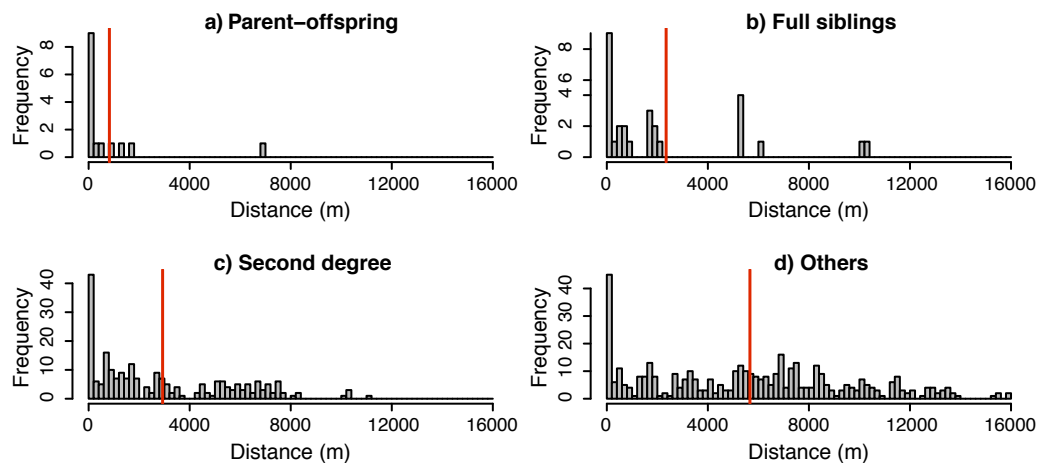 a) Parent−offspring
Frequency
0 2 4 6 8
0 4000 8000 12000 16000
Distance (m)
b) Full siblings
Frequency
0 2 4 6 8
0 4000 8000 12000 16000
Distance (m)
c) Second degree
Frequency
0 10 20 30 40
0 4000 8000 12000 16000
Distance (m)
d) Others
Frequency
0 10 20 30 40
0 4000 8000 12000 16000
Distance (m)